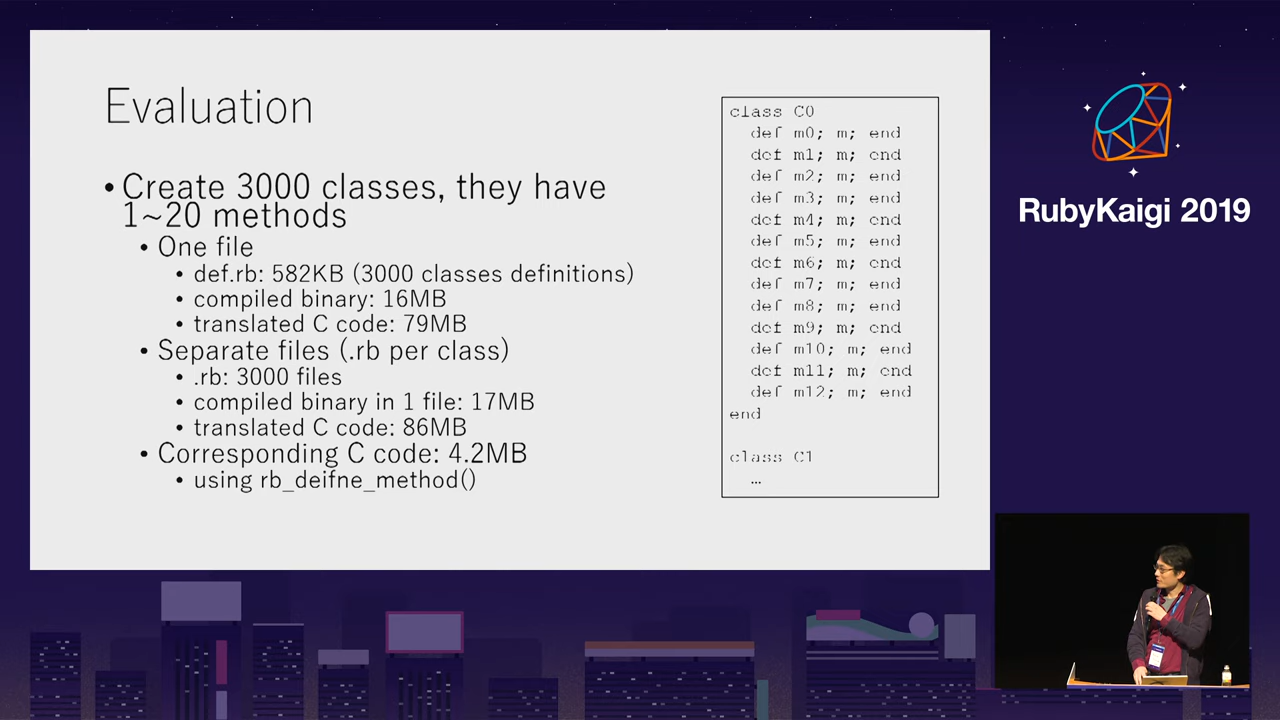 Evaluation
• Create 3000 classes, they have
1~20 methods
• One file
• def.rb: 582KB (3000 classes definitions)
• compiled binary: 16MB
• translated C code: 79MB
• Separate files (.rb per class)
• .rb: 3000 files
• compiled binary in 1 file: 17MB
• translated C code: 86MB
• Corresponding C code: 4.2MB
• using rb_deifne_method()
class C0
def m0; m; end
def m1; m; end
def m2; m; end
def m3; m; end
def m4; m; end
def m5; m; end
def m6; m; end
def m7; m; end
def m8; m; end
def m9; m; end
def m10; m; end
def m11; m; end
def m12; m; end
end
class C1
…
RubyKaigi 2019